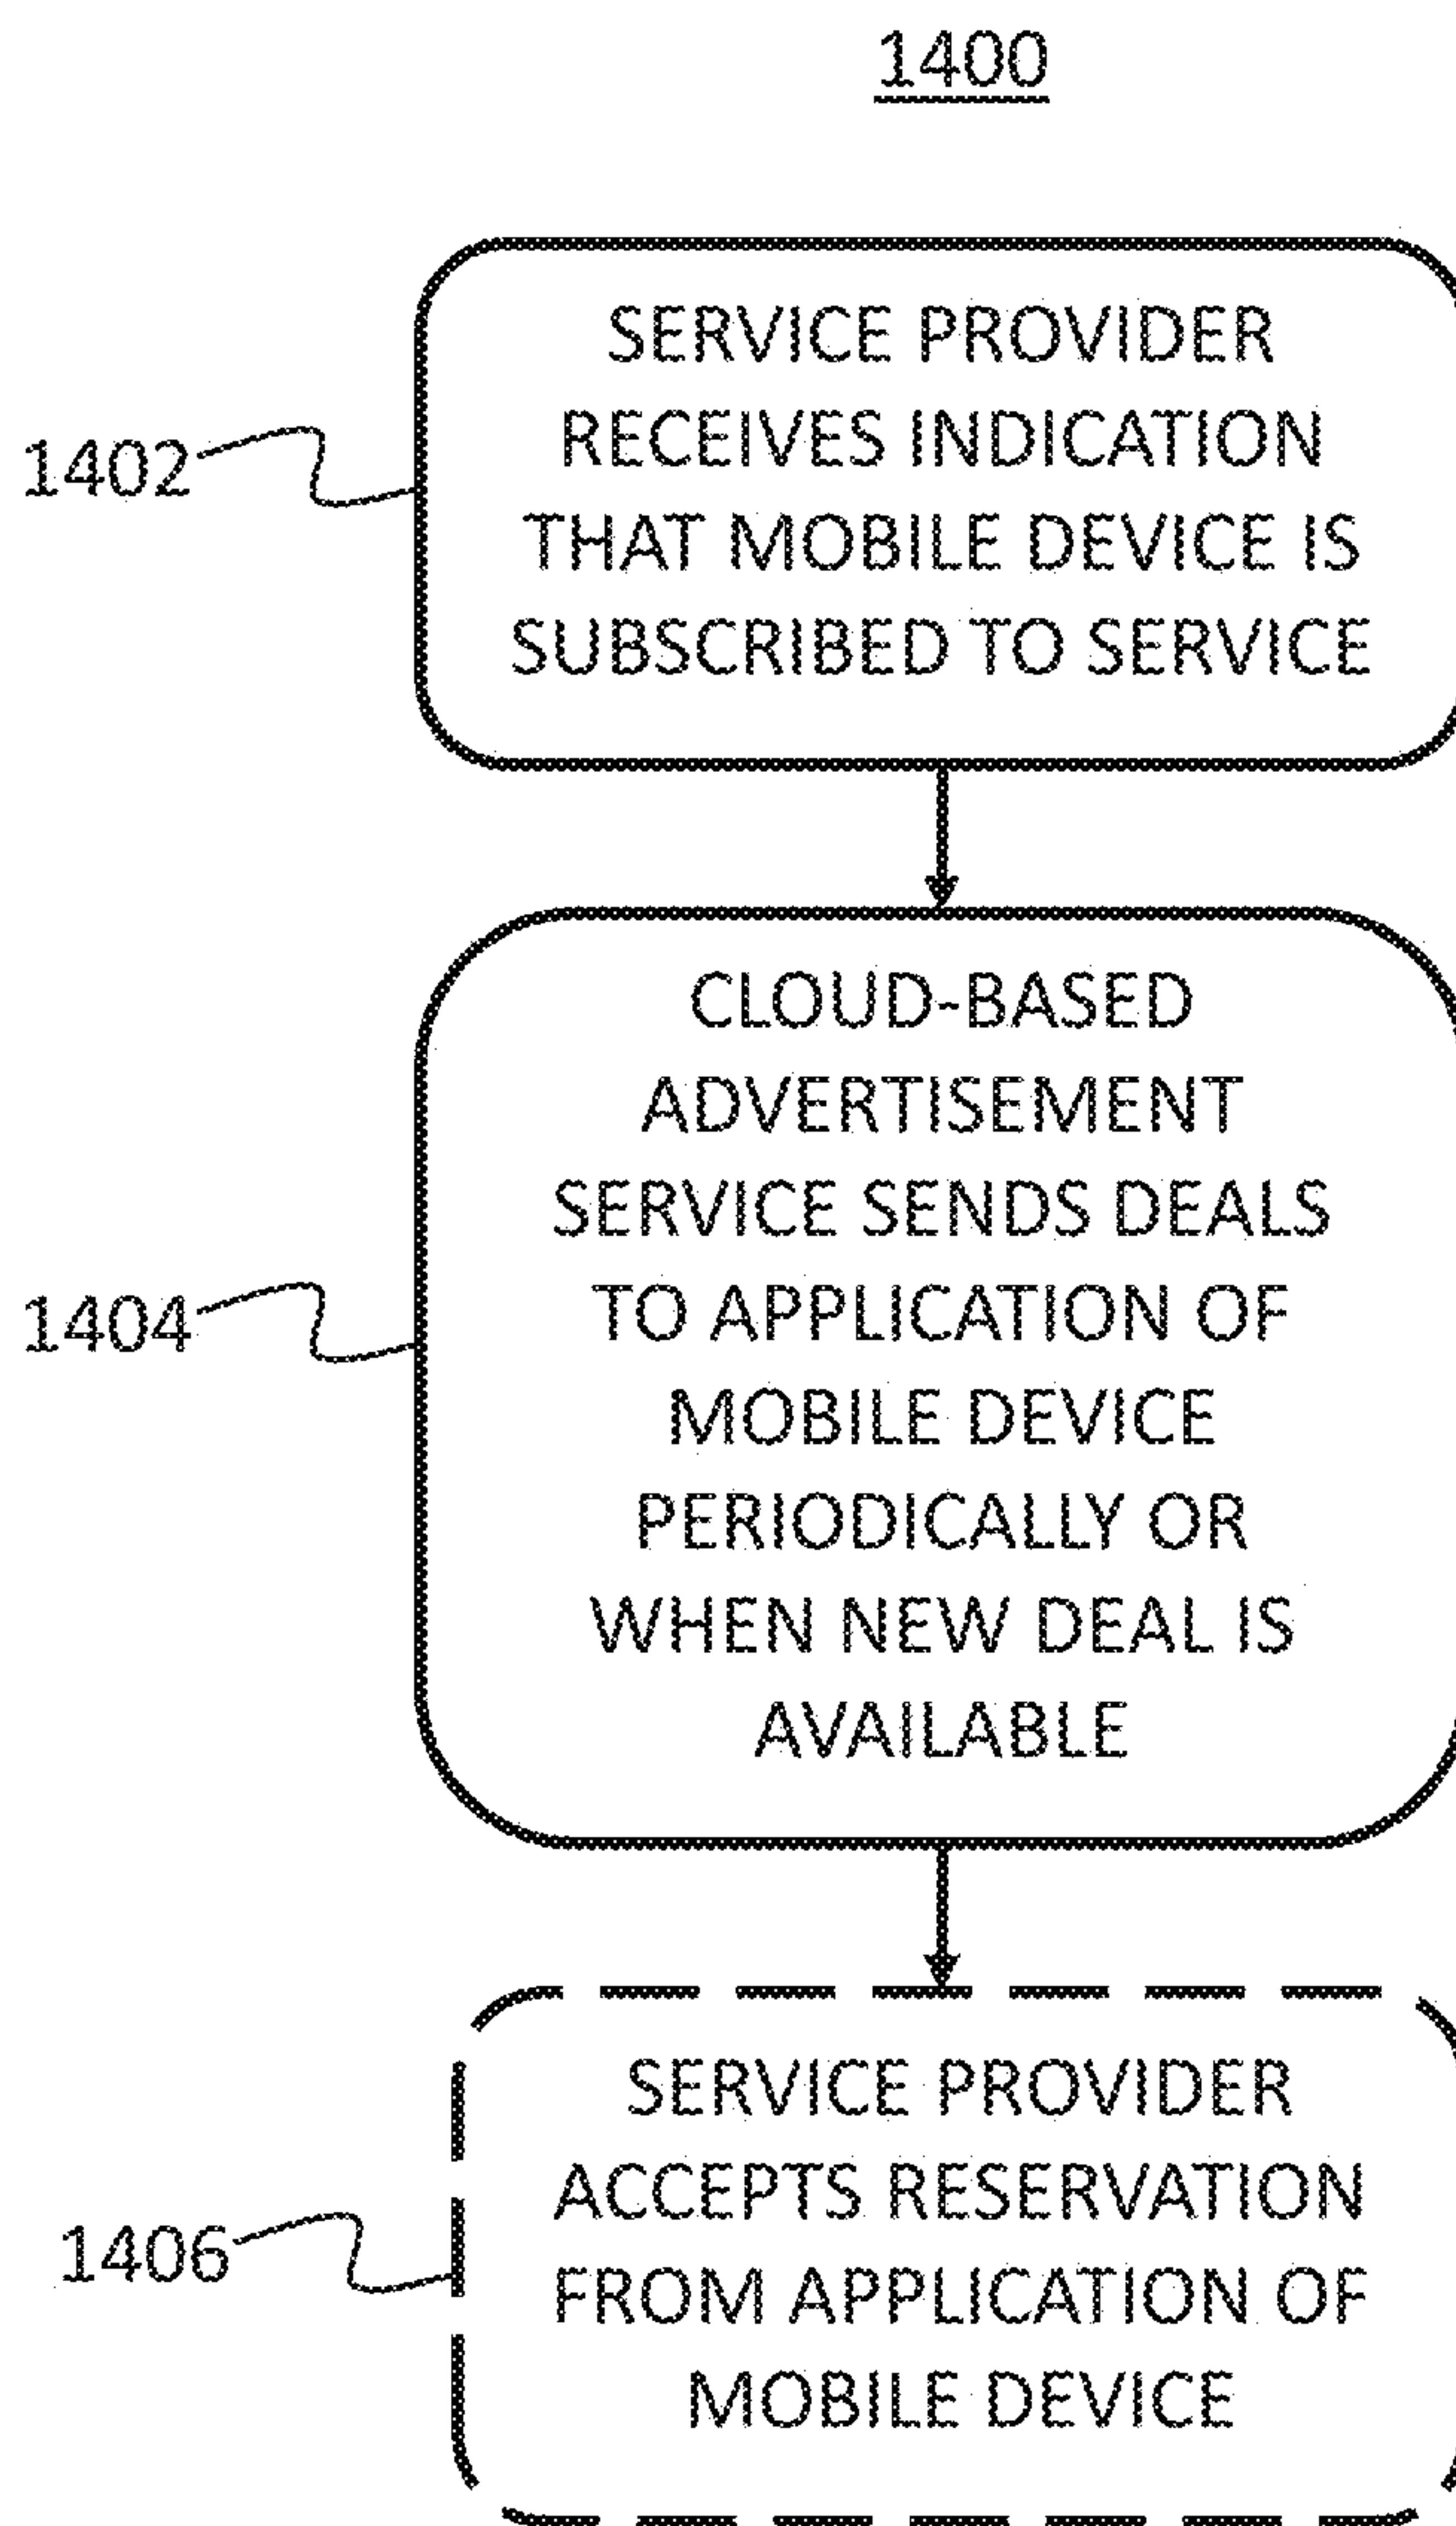 1400
SERVICE PROVIDER
RECEIVES INDICATION
THAT MOBILE DEVICE IS
SUBSCRIBED TO SERVICE
1402
CLOUD-BASED
ADVERTISEMENT
SERVICE SENDS DEALS
TO APPLICATION OF
MOBILE DEVICE
PERIODICALLY OR
WHEN NEW DEAL IS
AVAILABLE
1404
SERVICE PROVIDER
ACCEPTS RESERVATION
FROM APPLICATION OF
MOBILE DEVICE
1406